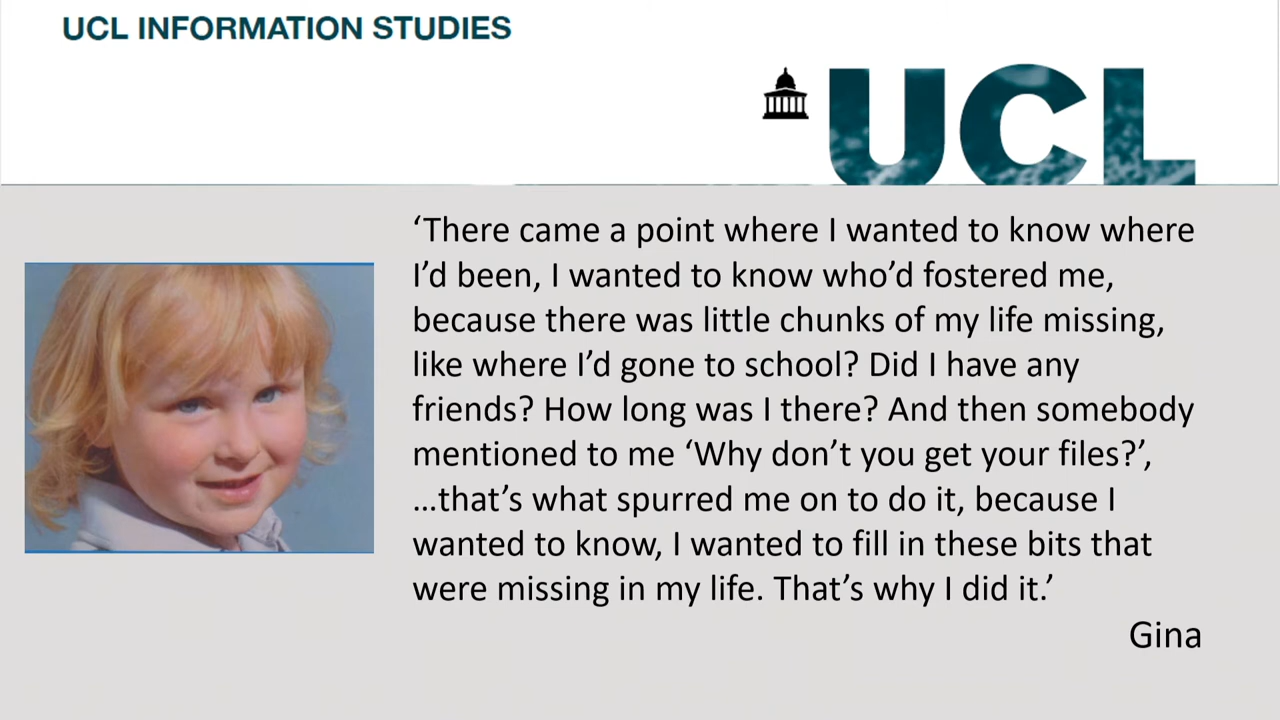 UCL INFORMATION STUDIES
UCL
‘There came a point where I wanted to know where
I’d been, I wanted to know who’d fostered me,
because there was little chunks of my life missing,
like where I’d gone to school? Did I have any
friends? How long was I there? And then somebody
mentioned to me ‘Why don’t you get your files?’,
…that’s what spurred me on to do it, because I
wanted to know, I wanted to fill in these bits that
were missing in my life. That’s why I did it.’
Gina